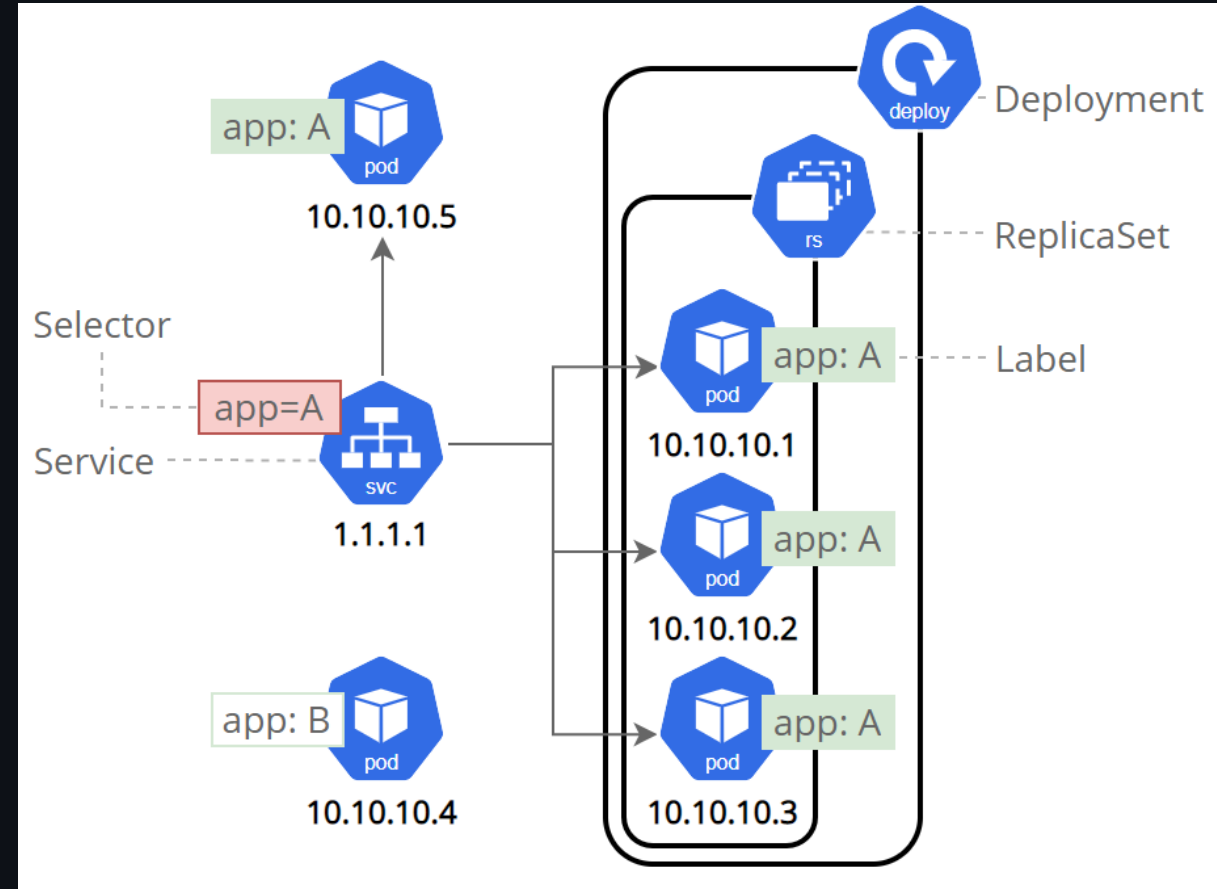 deploy
Deployment
app: A
pod
10.10.10.5
rs
ReplicaSet
Selector
app=A
Service
svc
1.1.1.1
pod
app: A
Label
10.10.10.1
pod
app: A
10.10.10.2
app: B
pod
10.10.10.4
pod
app: A
10.10.10.3